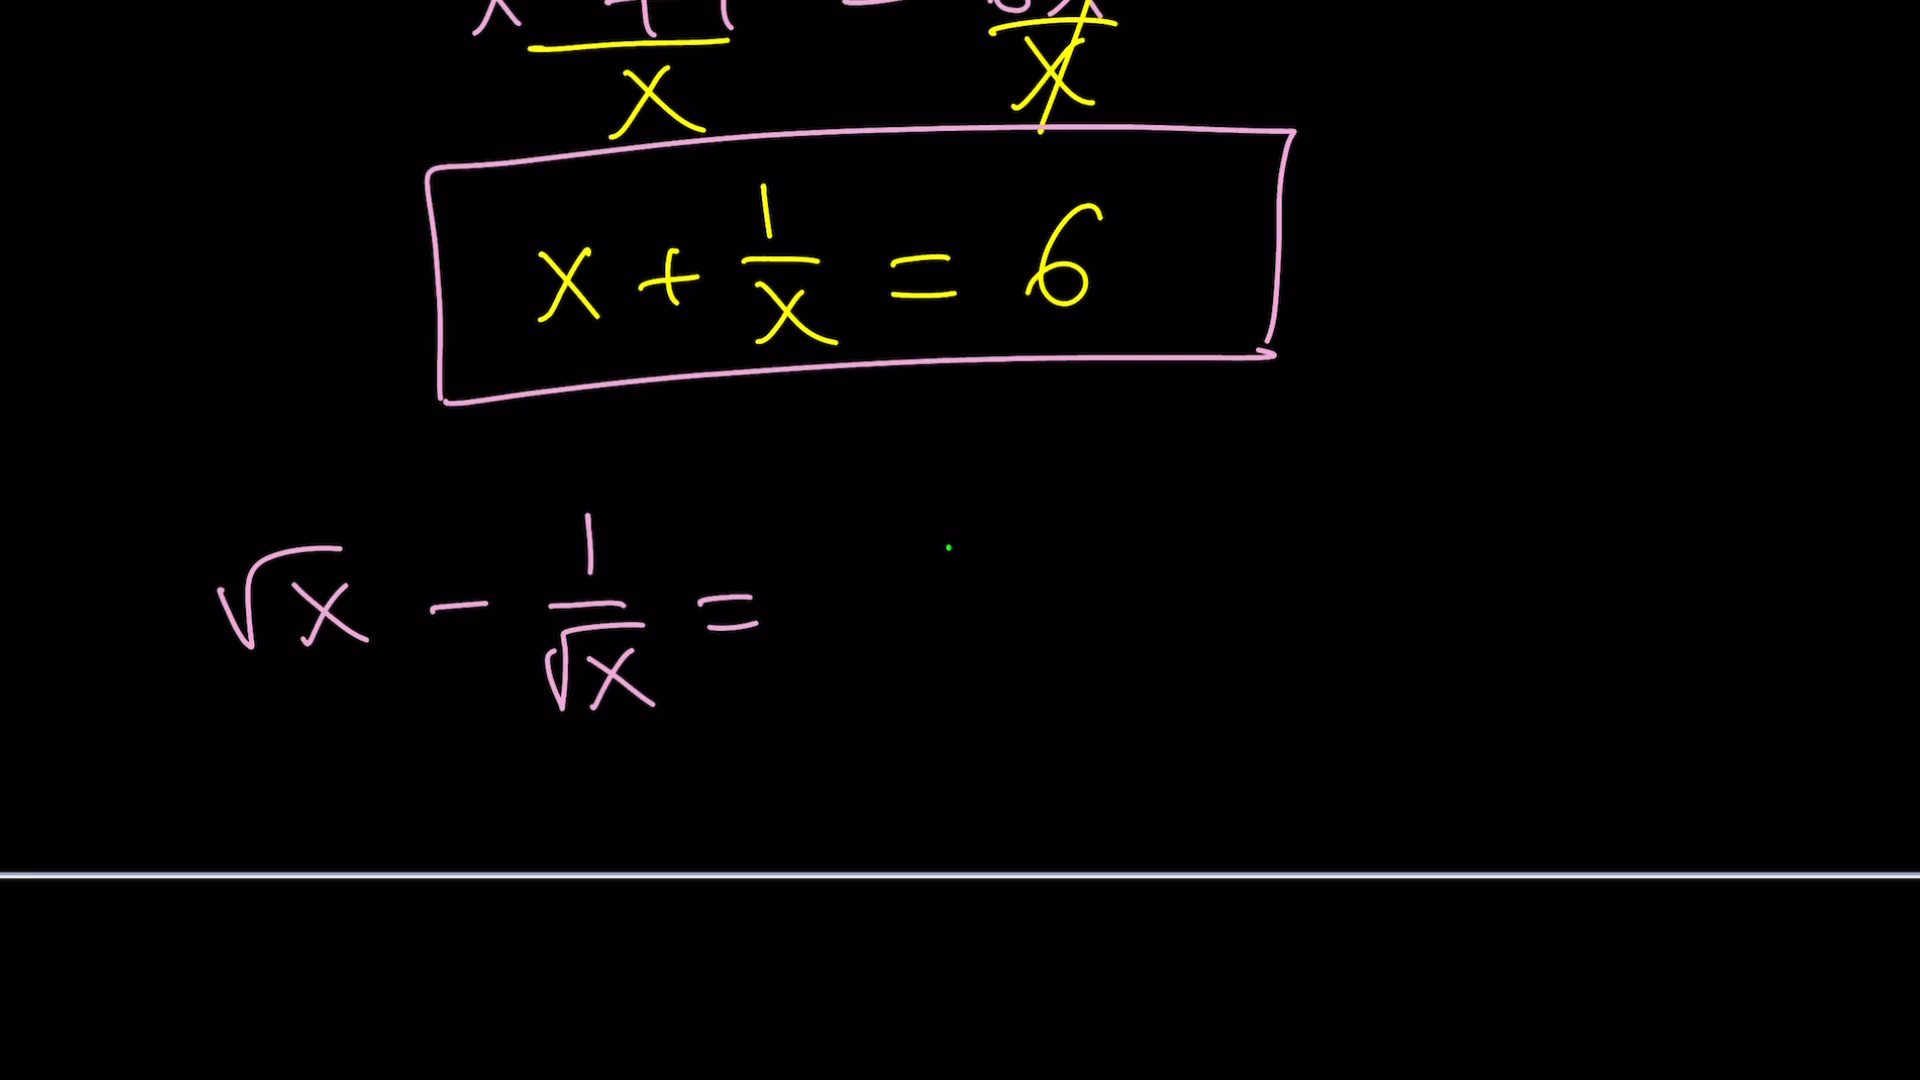 x + 1/x = 6
√x - 1/√x =